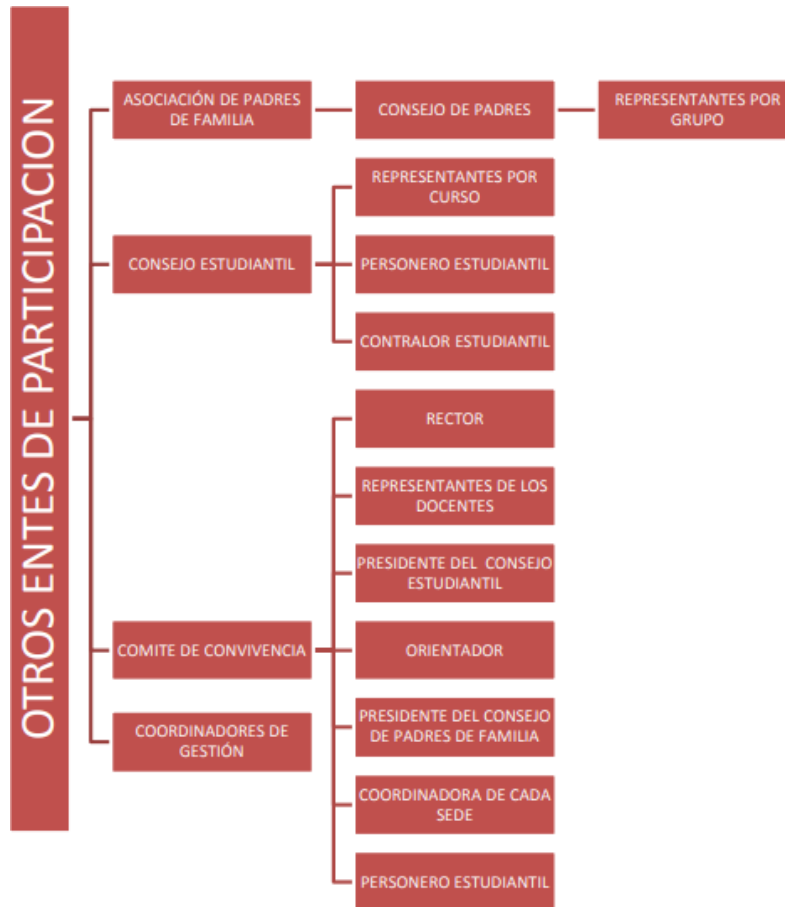 OTROS ENTES DE PARTICIPACION
ASOCIACIÓN DE PADRES
DE FAMILIA
CONSEJO DE PADRES
REPRESENTANTES POR
GRUPO
CONSEJO ESTUDIANTIL
REPRESENTANTES POR
CURSO
PERSONERO ESTUDIANTIL
CONTRALOR ESTUDIANTIL
COMITE DE CONVIVENCIA
RECTOR
REPRESENTANTES DE LOS
DOCENTES
PRESIDENTE DEL CONSEJO
ESTUDIANTIL
ORIENTADOR
PRESIDENTE DEL CONSEJO
DE PADRES DE FAMILIA
COORDINADORA DE CADA
SEDE
PERSONERO ESTUDIANTIL
COORDINADORES DE
GESTIÓN